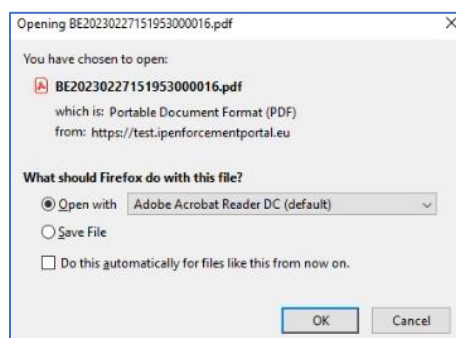 Opening BE20230227151953000016.pdf
You have chosen to open:
BE20230227151953000016.pdf
which is: Portable Document Format (PDF)
from: https://test.ipenforcementportal.eu
What should Firefox do with this file?
Open with Adobe Acrobat Reader DC (default)
Save File
Do this automatically for files like this from now on.
OK Cancel